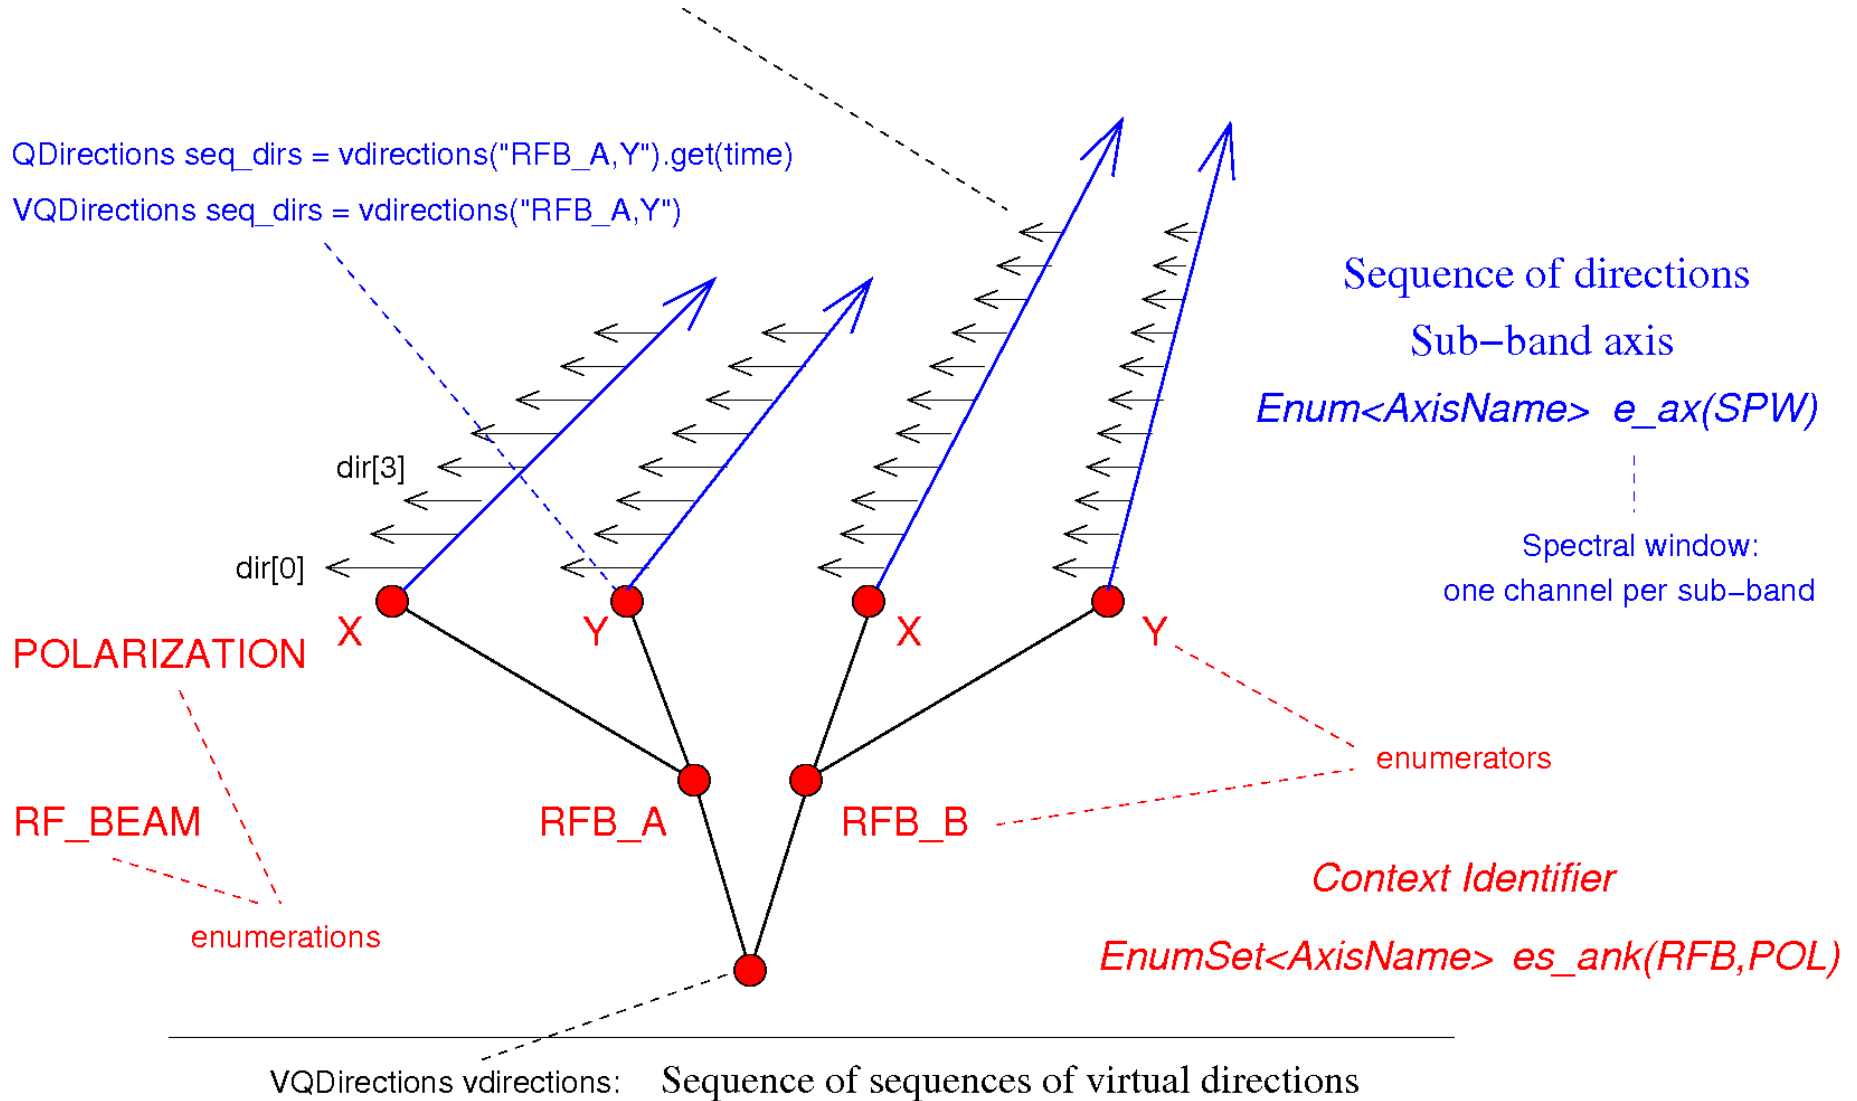 QDirections seq_dirs = vdirections("RFB_A,Y").get(time)
VQDirections seq_dirs = vdirections("RFB_A,Y")
Sequence of directions
Sub−band axis
Enum<AxisName> e_ax(SPW)
dir[3]
dir[0]
Spectral window:
one channel per sub−band
X
Y
X
Y
POLARIZATION
enumerators
RF_BEAM
RFB_A
RFB_B
Context Identifier
enumerations
EnumSet<AxisName> es_ank(RFB,POL)
VQDirections vdirections: Sequence of sequences of virtual directions